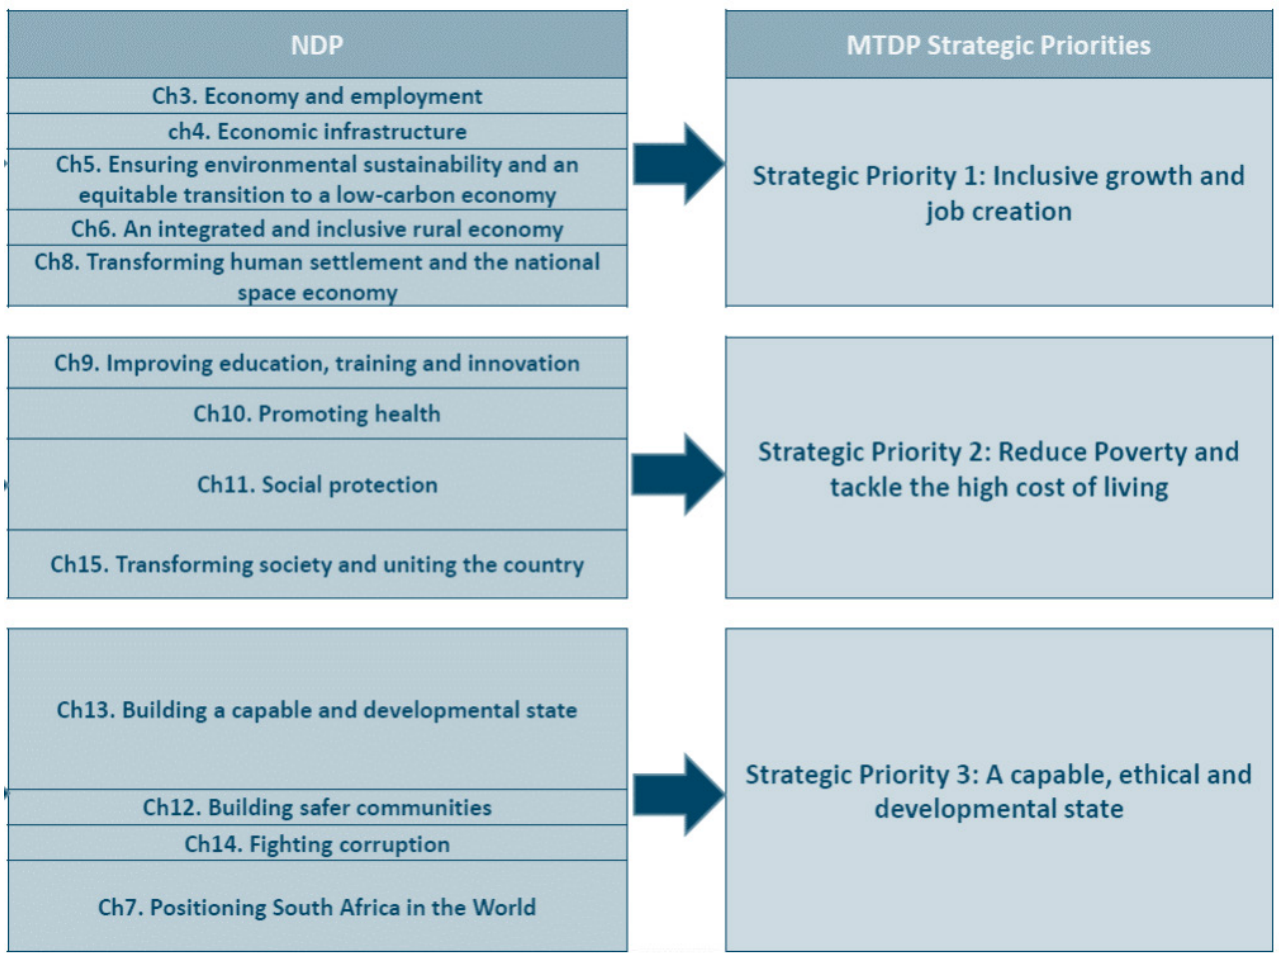 NDP
MTDP Strategic Priorities
Ch3. Economy and employment
ch4. Economic infrastructure
Ch5. Ensuring environmental sustainability and an
equitable transition to a low-carbon economy
Ch6. An integrated and inclusive rural economy
Ch8. Transforming human settlement and the national
space economy
Strategic Priority 1: Inclusive growth and
job creation
Ch9. Improving education, training and innovation
Ch10. Promoting health
Ch11. Social protection
Ch15. Transforming society and uniting the country
Strategic Priority 2: Reduce Poverty and
tackle the high cost of living
Ch13. Building a capable and developmental state
Ch12. Building safer communities
Ch14. Fighting corruption
Ch7. Positioning South Africa in the World
Strategic Priority 3: A capable, ethical and
developmental state